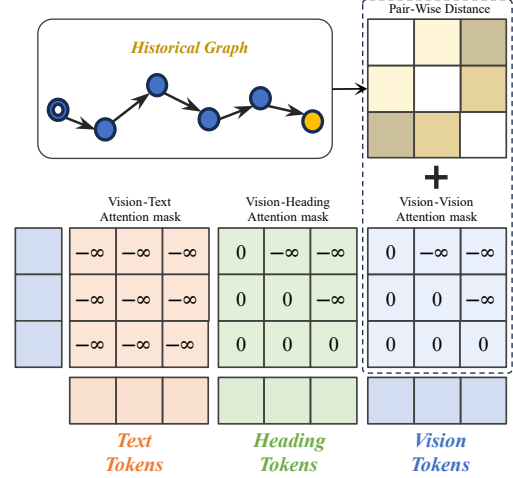 Pair-Wise Distance
Historical Graph
+
Vision-Text
Attention mask
Vision-Heading
Attention mask
Vision-Vision
Attention mask
−∞ −∞ −∞ 0 −∞ −∞ 0 −∞ −∞
−∞ −∞ −∞ 0 0 −∞ 0 0 −∞
−∞ −∞ −∞ 0 0 0 0 0 0
Text
Tokens
Heading
Tokens
Vision
Tokens